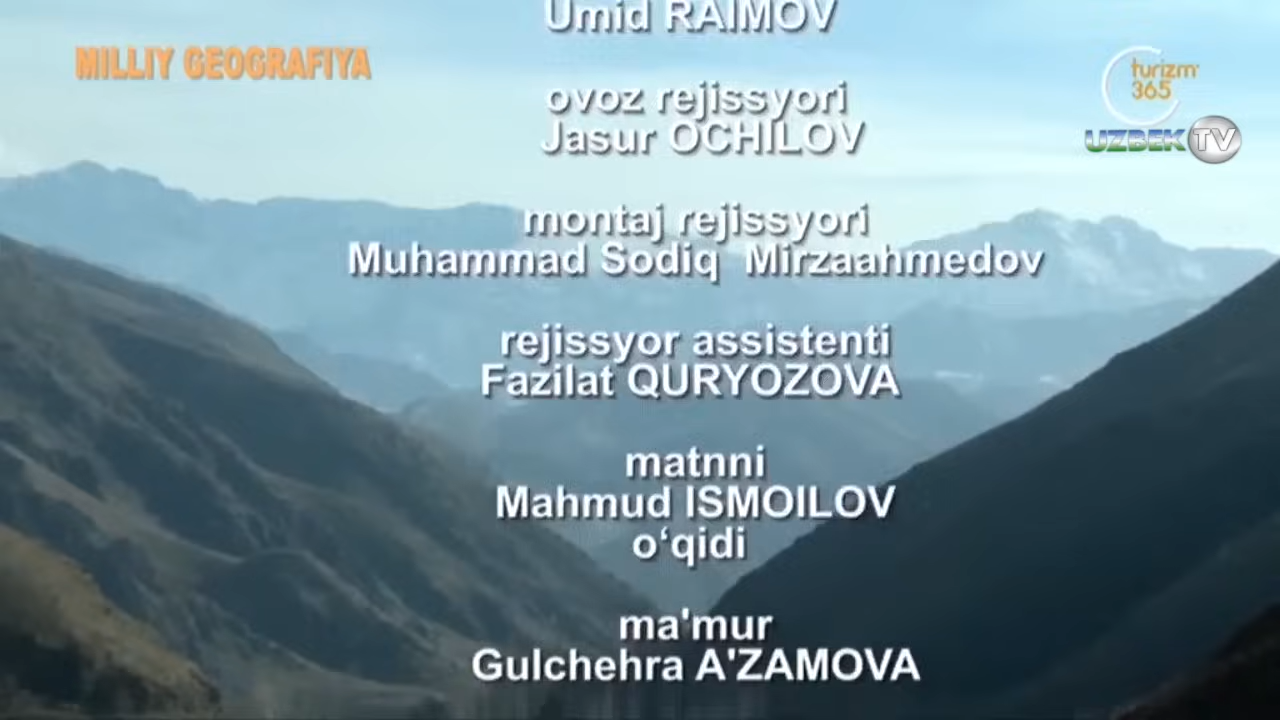 Umid RAIMOV
MILLIY GEOGRAFIYA
turizm
365
UZBEK TV
ovoz rejissyori
Jasur OCHILOV
montaj rejissyori
Muhammad Sodiq Mirzaahmedov
rejissyor assistenti
Fazilat QURYOZOVA
matnni
Mahmud ISMOILOV
o‘qidi
ma'mur
Gulchehra A'ZAMOVA